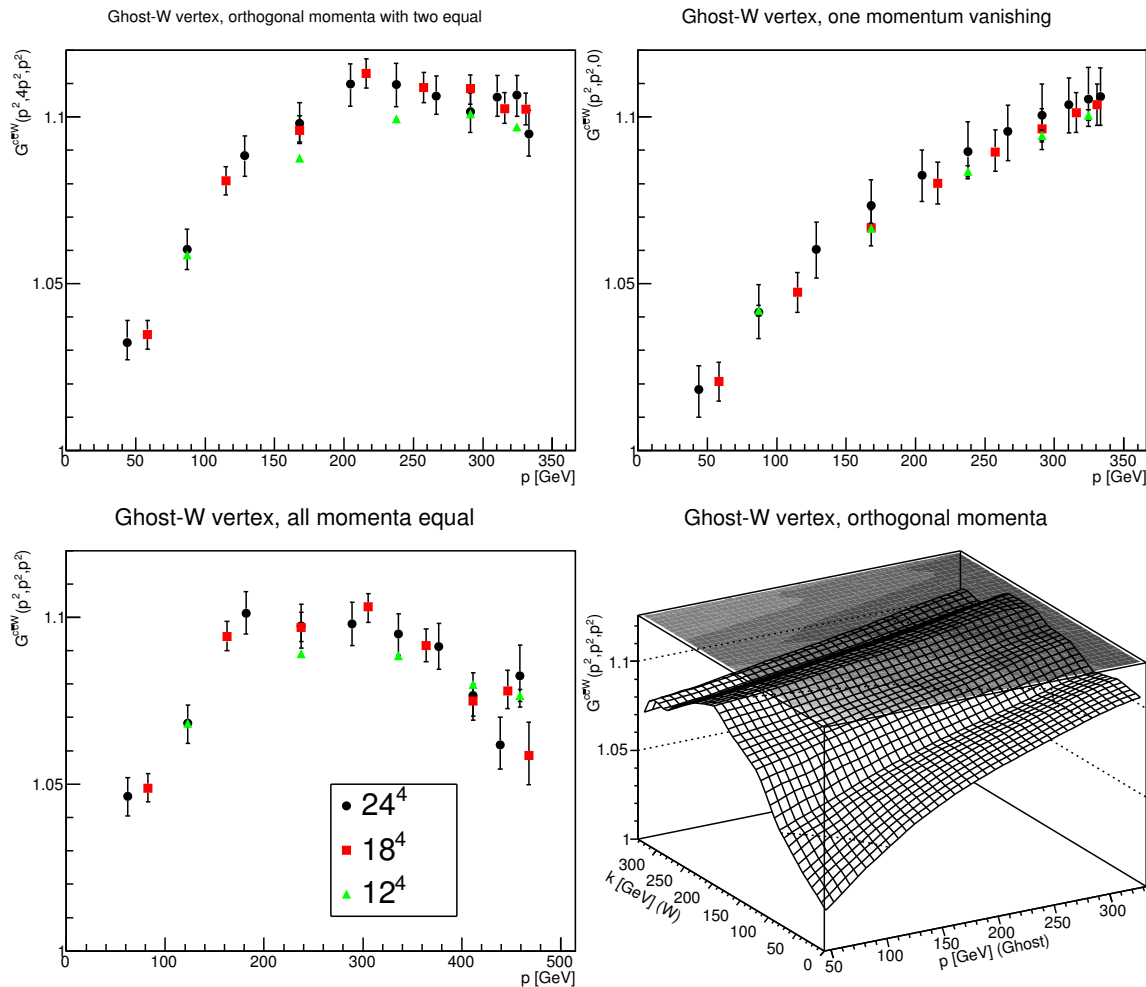 Ghost-W vertex, orthogonal momenta with two equal
G^{cc̄W}(p²,4p²,p²)
1.1
1.05
1
0 50 100 150 200 250 300 350
p [GeV]
Ghost-W vertex, one momentum vanishing
G^{cc̄W}(p²,p²,0)
1.1
1.05
1
0 50 100 150 200 250 300 350
p [GeV]
Ghost-W vertex, all momenta equal
G^{cc̄W}(p²,p²,p²)
1.1
1.05
1
24⁴
18⁴
12⁴
0 100 200 300 400 500
p [GeV]
Ghost-W vertex, orthogonal momenta
G^{cc̄W}(p²,p²,p²)
1.1
1.05
1
300 250 200 150 100 50 0
k [GeV] (W)
50 100 150 200 250 300
p [GeV] (Ghost)